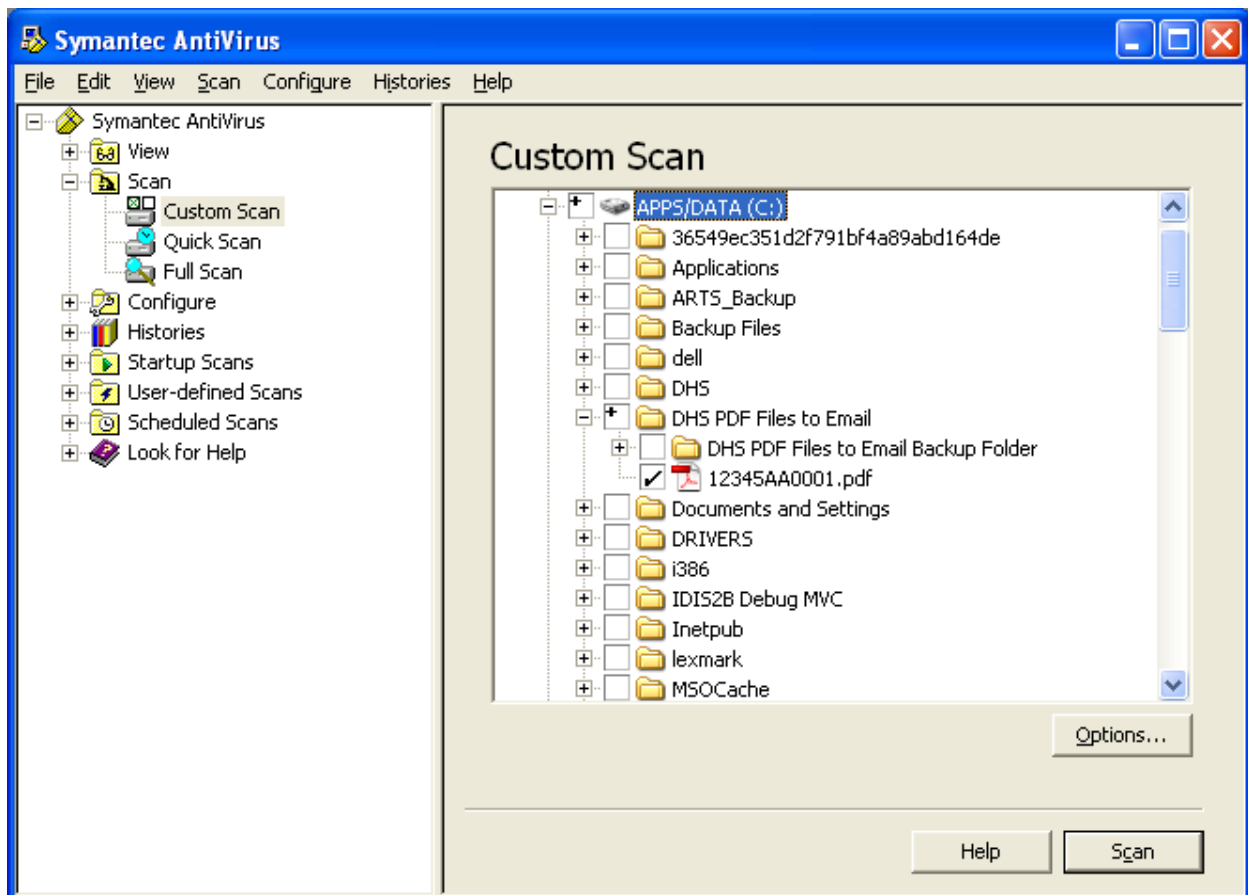 Symantec AntiVirus
File Edit View Scan Configure Histories Help
Symantec AntiVirus
View
Scan
Custom Scan
Quick Scan
Full Scan
Configure
Histories
Startup Scans
User-defined Scans
Scheduled Scans
Look for Help
Custom Scan
APPS/DATA (C:)
36549ec351d2f791bf4a89abd164de
Applications
ARTS_Backup
Backup Files
dell
DHS
DHS PDF Files to Email
DHS PDF Files to Email Backup Folder
12345AA0001.pdf
Documents and Settings
DRIVERS
i386
IDIS2B Debug MVC
Inetpub
lexmark
MSOCache
Options...
Help Scan